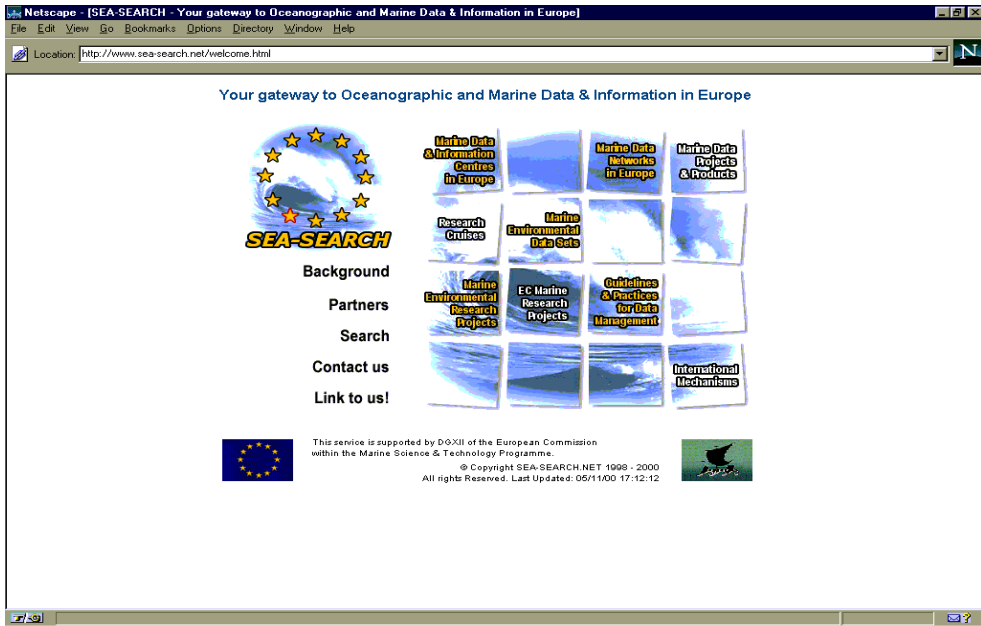 Netscape - [SEA-SEARCH - Your gateway to Oceanographic and Marine Data & Information in Europe]
File Edit View Go Bookmarks Options Directory Window Help
Location: http://www.sea-search.net/welcome.html
N
Your gateway to Oceanographic and Marine Data & Information in Europe
SEA-SEARCH
Background
Partners
Search
Contact us
Link to us!
Marine Data
& Information
Centres
in Europe
Marine Data
Networks
in Europe
Marine Data
Projects
& Products
Research
Cruises
Marine
Environmental
Data Sets
Marine
Environmental
Research
Projects
EC Marine
Research
Projects
Guidelines
& Practices
for Data
Management
International
Mechanisms
This service is supported by DGXII of the European Commission
within the Marine Science & Technology Programme.
© Copyright SEA-SEARCH.NET 1998 - 2000
All rights Reserved. Last Updated: 05/11/00 17:12:12